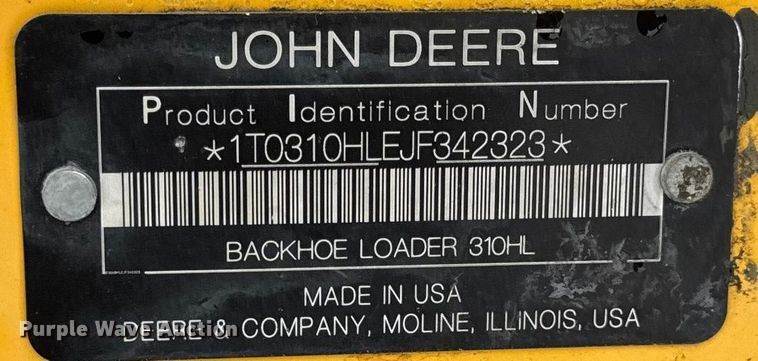 JOHN DEERE
Product Identification Number
*1T0310HLEJF342323*
BACKHOE LOADER 310HL
MADE IN USA
DEERE & COMPANY, MOLINE, ILLINOIS, USA
Purple Wave Auction